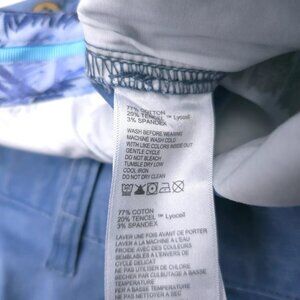 77% COTTON
20% TENCEL™ Lyocell
3% SPANDEX
WASH BEFORE WEARING
MACHINE WASH COLD
WITH LIKE COLORS INSIDE OUT
GENTLE CYCLE
DO NOT BLEACH
TUMBLE DRY LOW
COOL IRON
DO NOT DRY CLEAN
77% COTON
20% TENCEL™ Lyocell
3% SPANDEX
LAVER UNE FOIS AVANT DE PORTER
LAVER A LA MACHINE A L'EAU
FROIDE AVEC DES COULEURS
SEMBLABLES A L'ENVERS DE
CYCLE DELICAT
NE PAS UTILISER DE CHLORE
SECHER PAR CULBUTAGE A BASSE
TEMPERATURE
REPASSER A BASSE TEMPERATURE
NE PAS NETTOYER A SEC